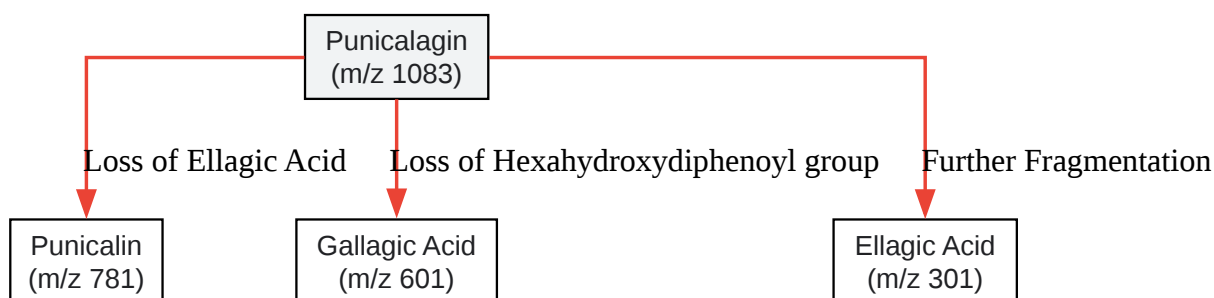 Punicalagin
(m/z 1083)
Loss of Ellagic Acid
Loss of Hexahydroxydiphenoyl group
Further Fragmentation
Punicalin
(m/z 781)
Gallagic Acid
(m/z 601)
Ellagic Acid
(m/z 301)